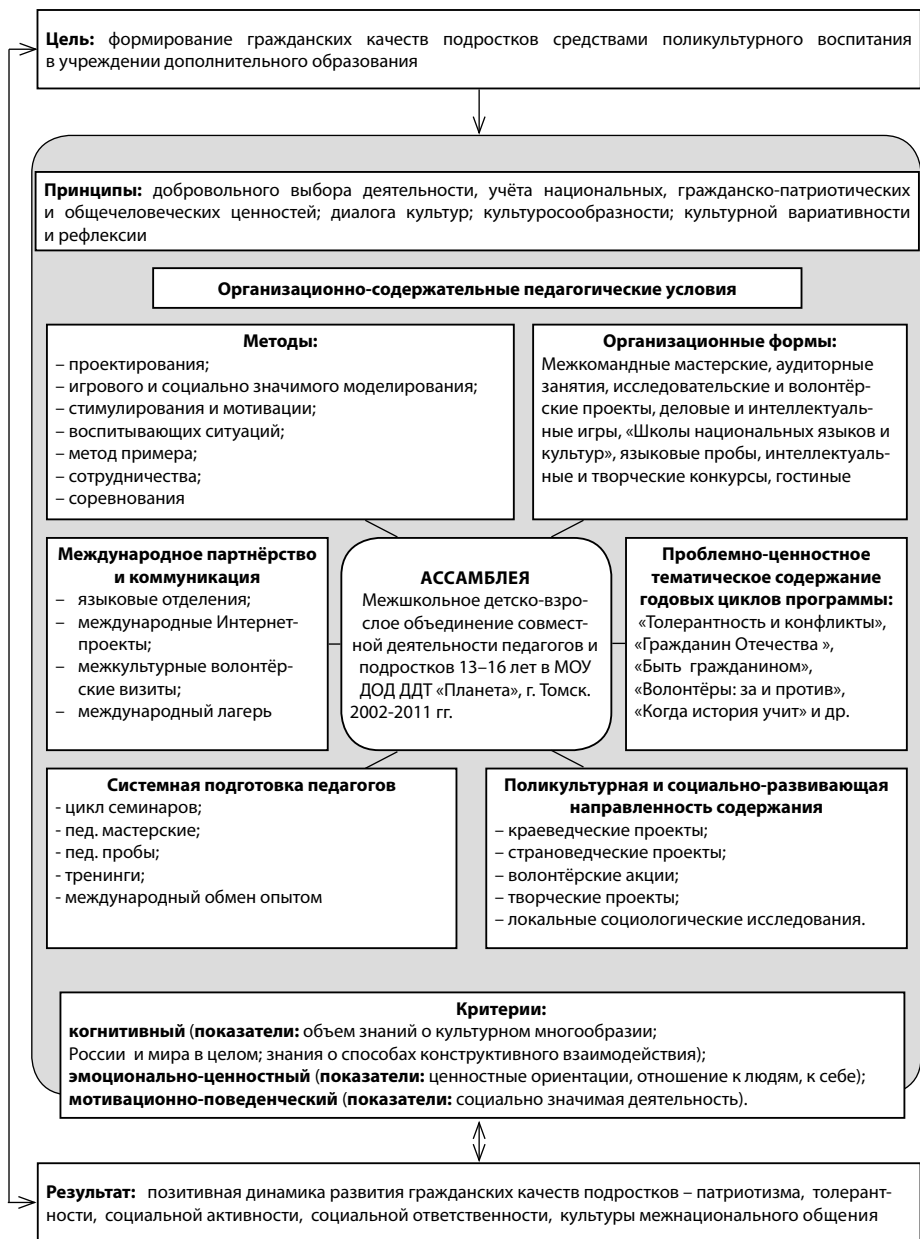 Цель: формирование гражданских качеств подростков средствами поликультурного воспитания
в учреждении дополнительного образования
Принципы: добровольного выбора деятельности, учёта национальных, гражданско-патриотических
и общечеловеческих ценностей; диалога культур; культуросообразности; культурной вариативности
и рефлексии
Организационно-содержательные педагогические условия
Методы:
– проектирования;
– игрового и социально значимого моделирования;
– стимулирования и мотивации;
– воспитывающих ситуаций;
– метод примера;
– сотрудничества;
– соревнования
Организационные формы:
Межкомандные мастерские, аудиторные
занятия, исследовательские и волонтёр-
ские проекты, деловые и интеллектуаль-
ные игры, «Школы национальных языков и
культур», языковые пробы, интеллектуаль-
ные и творческие конкурсы, гостиные
Международное партнёрство
и коммуникация
– языковые отделения;
– международные Интернет-
проекты;
– межкультурные волонтёр-
ские визиты;
– международный лагерь
АССАМБЛЕЯ
Межшкольное детско-взро-
слое объединение совмест-
ной деятельности педагогов и
подростков 13–16 лет в МОУ
ДОД ДДТ «Планета», г. Томск.
2002-2011 гг.
Проблемно-ценностное
тематическое содержание
годовых циклов программы:
«Толерантность и конфликты»,
«Гражданин Отечества »,
«Быть гражданином»,
«Волонтёры: за и против»,
«Когда история учит» и др.
Системная подготовка педагогов
- цикл семинаров;
- пед. мастерские;
- пед. пробы;
- тренинги;
- международный обмен опытом
Поликультурная и социально-развивающая
направленность содержания
– краеведческие проекты;
– страноведческие проекты;
– волонтёрские акции;
– творческие проекты;
– локальные социологические исследования.
Критерии:
когнитивный (показатели: объем знаний о культурном многообразии;
России и мира в целом; знания о способах конструктивного взаимодействия);
эмоционально-ценностный (показатели: ценностные ориентации, отношение к людям, к себе);
мотивационно-поведенческий (показатели: социально значимая деятельность).
Результат: позитивная динамика развития гражданских качеств подростков – патриотизма, толерант-
ности, социальной активности, социальной ответственности, культуры межнационального общения